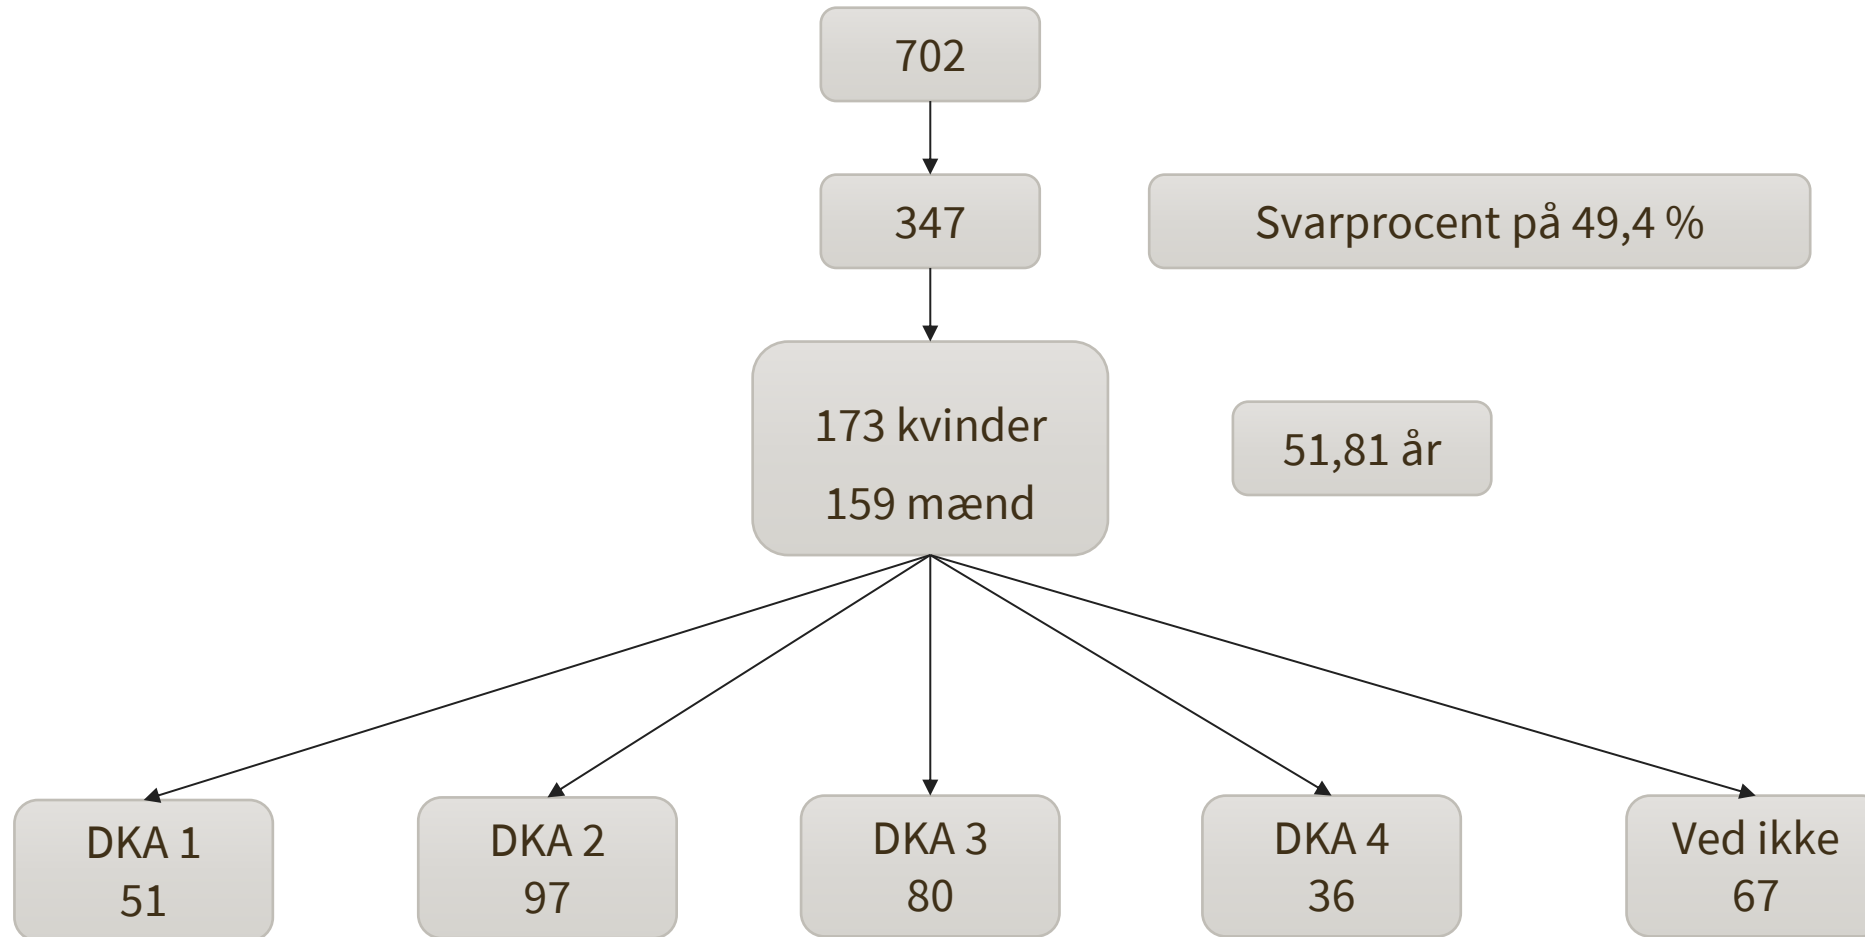 702
347
Svarprocent på 49,4 %
173 kvinder
159 mænd
51,81 år
DKA 1
51
DKA 2
97
DKA 3
80
DKA 4
36
Ved ikke
67